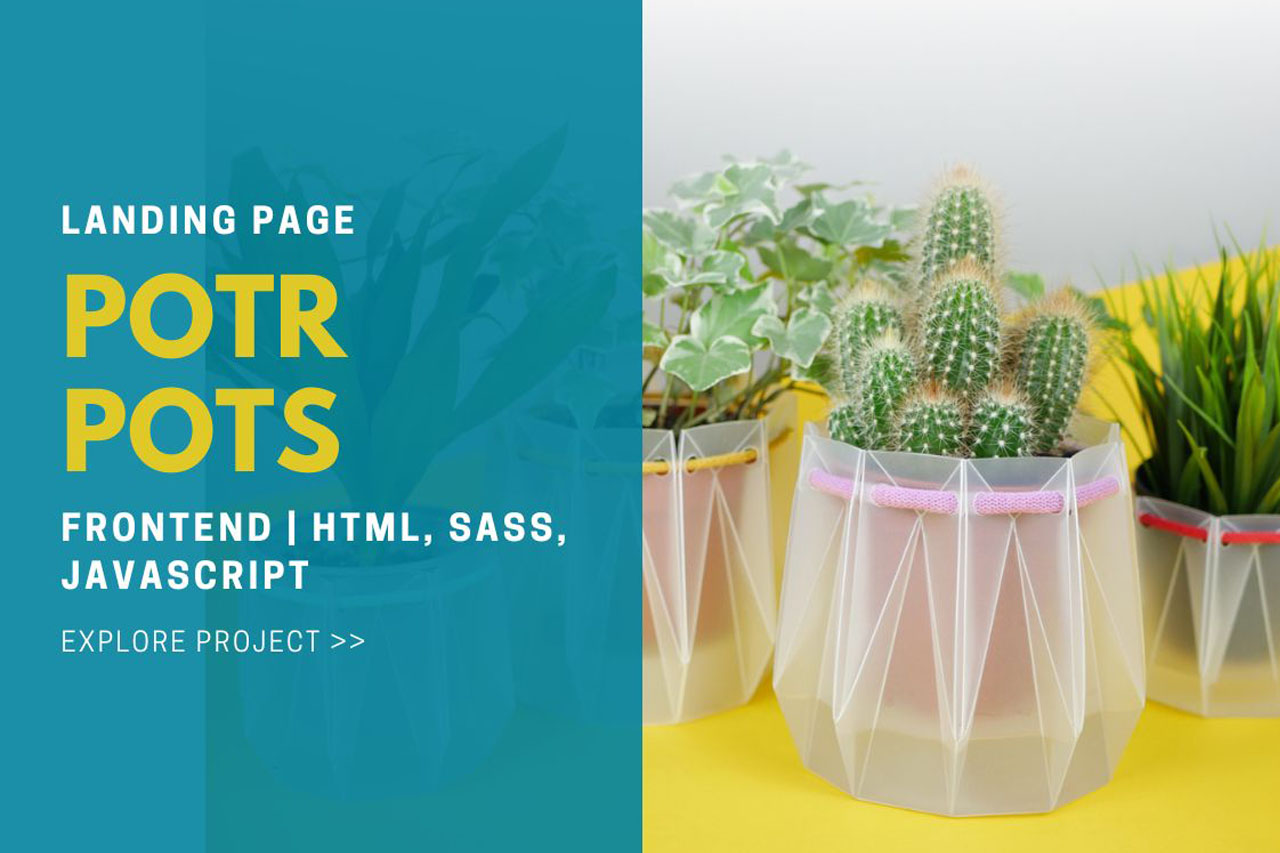 LANDING PAGE
POTR
POTS
FRONTEND | HTML, SASS,
JAVASCRIPT
EXPLORE PROJECT >>